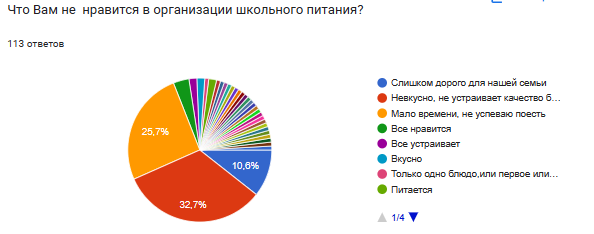 Что Вам не нравится в организации школьного питания?
113 ответов
Слишком дорого для нашей семьи
Невкусно, не устраивает качество б...
Мало времени, не успеваю поесть
Все нравится
Все устраивает
Вкусно
Только одно блюдо,или первое или...
Питается
1/4
25,7%
10,6%
32,7%